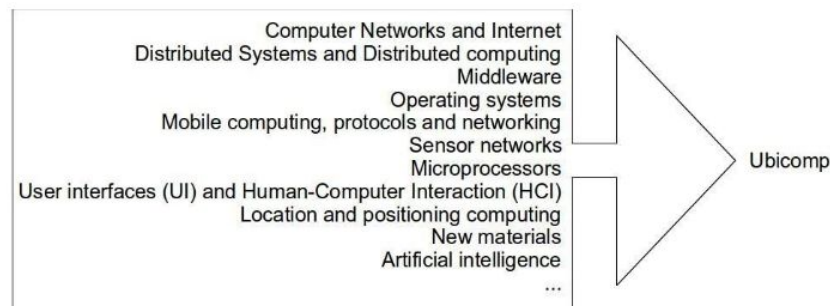 Computer Networks and Internet
Distributed Systems and Distributed computing
Middleware
Operating systems
Mobile computing, protocols and networking
Sensor networks
Microprocessors
User interfaces (UI) and Human-Computer Interaction (HCI)
Location and positioning computing
New materials
Artificial intelligence
...
Ubicomp